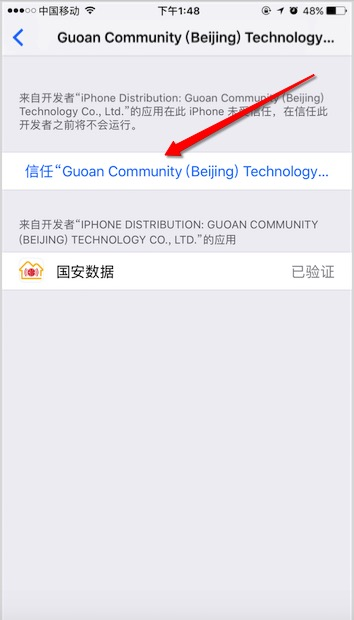 中国移动 下午1:48 48%
Guoan Community (Beijing) Technology...
来自开发者“iPhone Distribution: Guoan Community (Beijing)
Technology Co., Ltd.”的应用在此 iPhone 未受信任，在信任此
开发者之前将不会运行。
信任“Guoan Community (Beijing) Technology...
来自开发者“IPHONE DISTRIBUTION: GUOAN COMMUNITY
(BEIJING) TECHNOLOGY CO., LTD.”的应用
国安数据 已验证